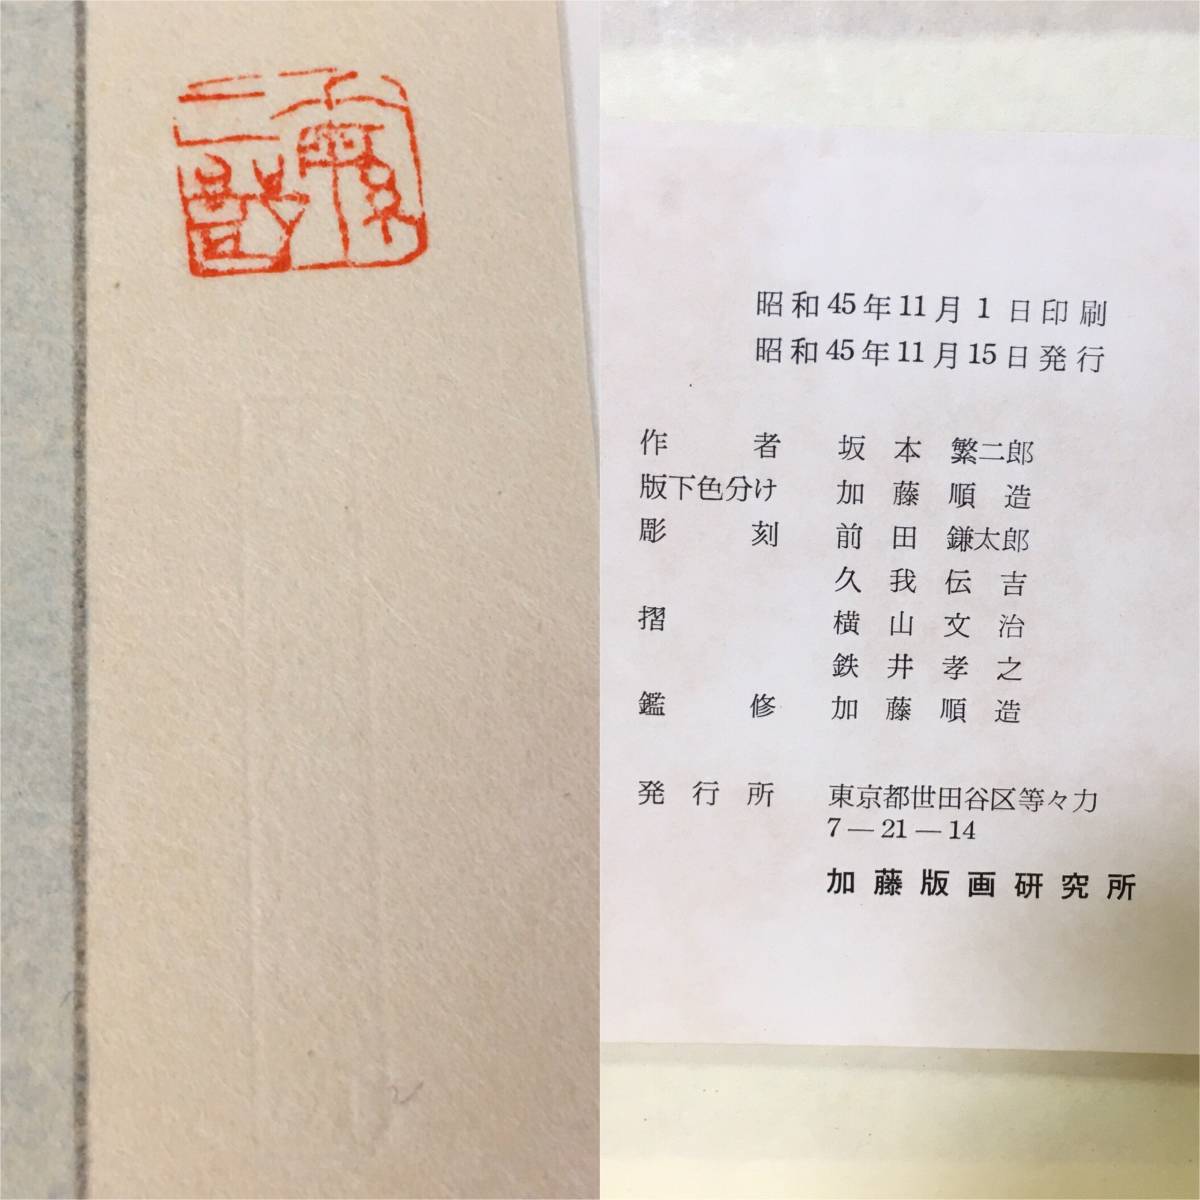 昭和45年11月1日印刷
昭和45年11月15日発行
作者 坂本繁二郎
版下色分け 加藤順造
彫刻 前田鎌太郎
久我伝吉
摺 横山文治
鉄井孝之
鑑修 加藤順造
発行所 東京都世田谷区等々力
7―21―14
加藤版画研究所